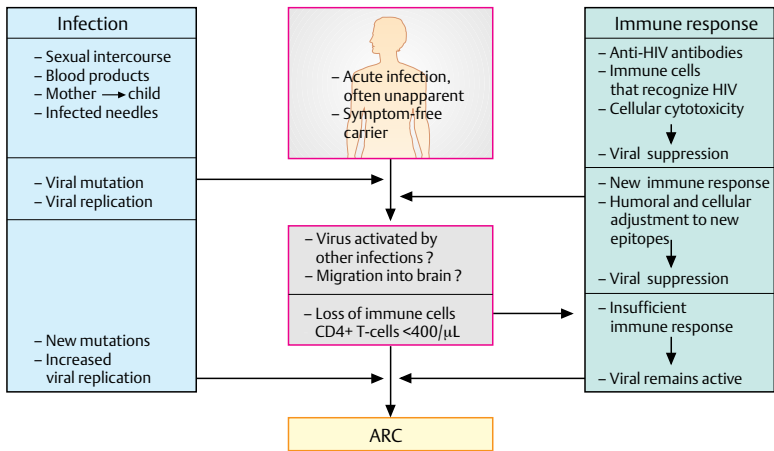 Infection
– Sexual intercourse
– Blood products
– Mother → child
– Infected needles
– Viral mutation
– Viral replication
– New mutations
– Increased
viral replication
– Acute infection,
often unapparent
– Symptom-free
carrier
– Virus activated by
other infections ?
– Migration into brain ?
– Loss of immune cells
CD4+ T-cells <400/µL
ARC
Immune response
– Anti-HIV antibodies
– Immune cells
that recognize HIV
– Cellular cytotoxicity
– Viral suppression
– New immune response
– Humoral and cellular
adjustment to new
epitopes
– Viral suppression
– Insufficient
immune response
– Viral remains active